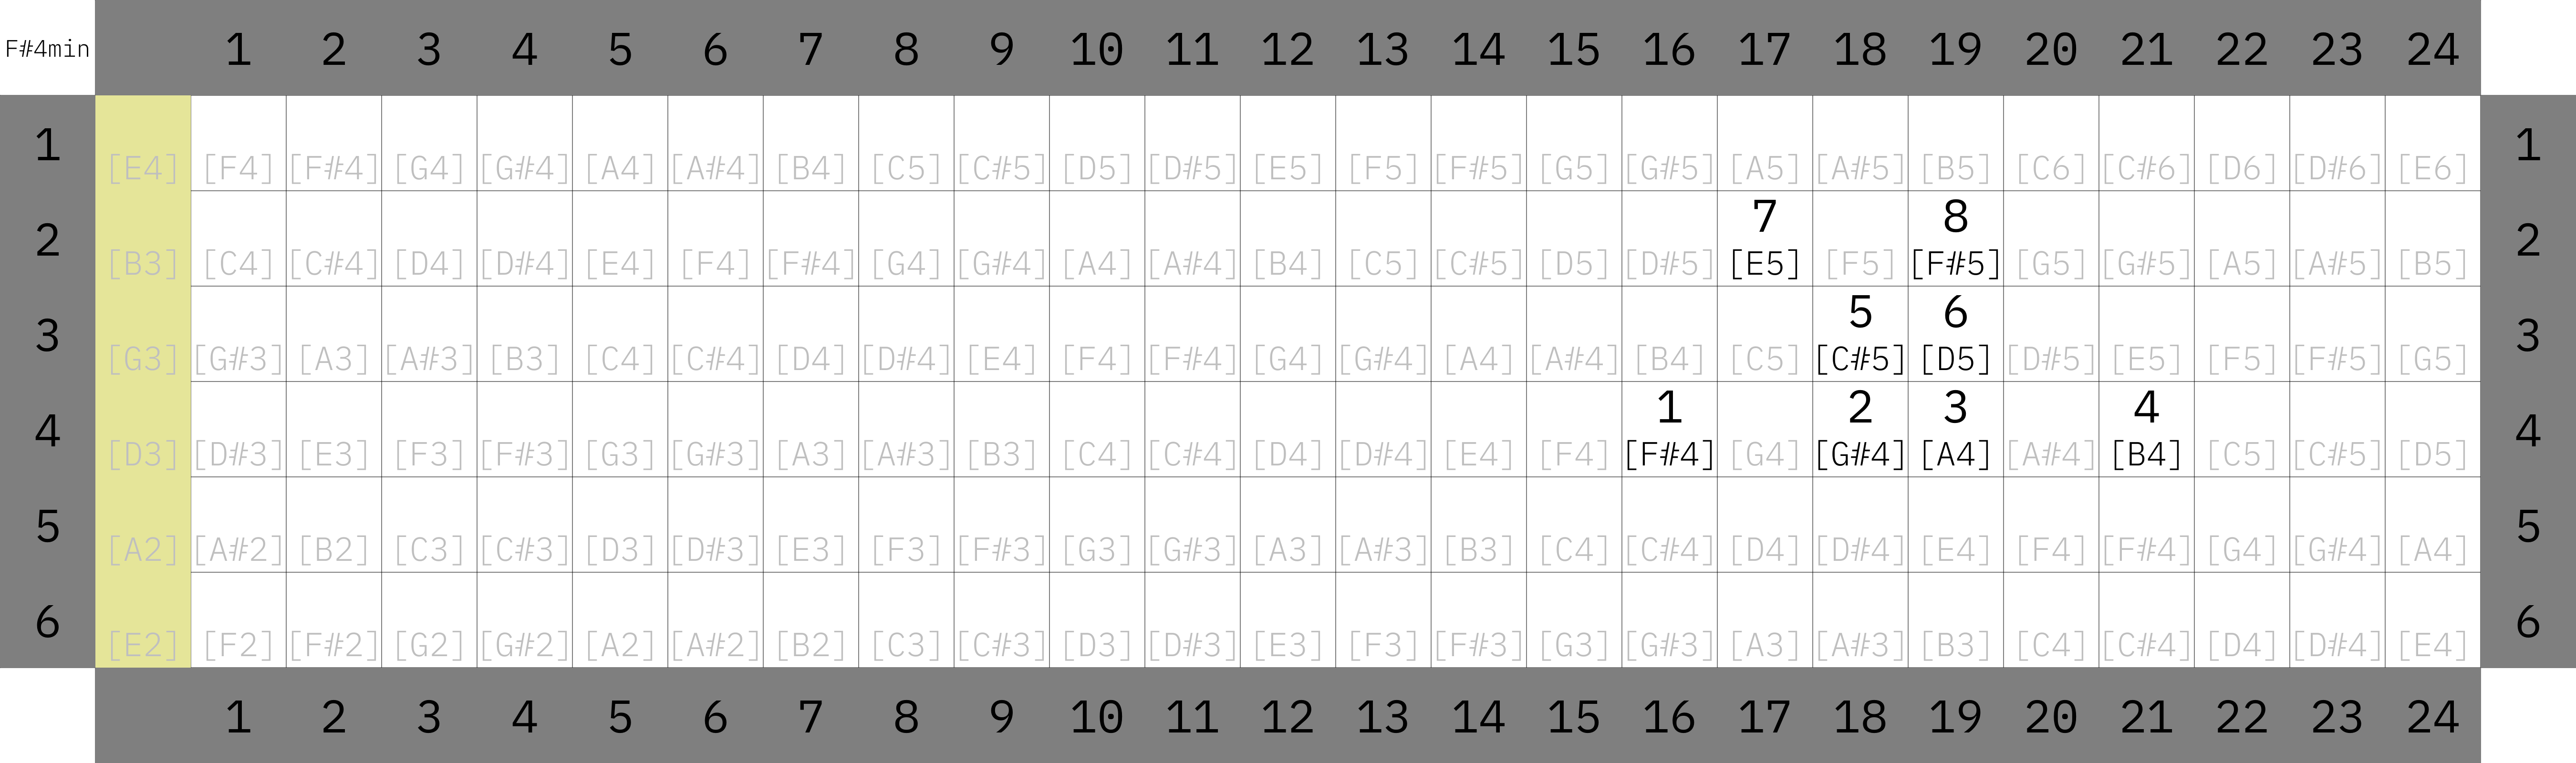 F#4min 1 2 3 4 5 6 7 8 9 10 11 12 13 14 15 16 17 18 19 20 21 22 23 24
1 [E4] [F4] [F#4] [G4] [G#4] [A4] [A#4] [B4] [C5] [C#5] [D5] [D#5] [E5] [F5] [F#5] [G5] [G#5] [A5] [A#5] [B5] [C6] [C#6] [D6] [D#6] [E6] 1
7 8
2 [B3] [C4] [C#4] [D4] [D#4] [E4] [F4] [F#4] [G4] [G#4] [A4] [A#4] [B4] [C5] [C#5] [D5] [D#5] [E5] [F5] [F#5] [G5] [G#5] [A5] [A#5] [B5] 2
5 6
3 [G3] [G#3] [A3] [A#3] [B3] [C4] [C#4] [D4] [D#4] [E4] [F4] [F#4] [G4] [G#4] [A4] [A#4] [B4] [C5] [C#5] [D5] [D#5] [E5] [F5] [F#5] [G5] 3
1 2 3 4
4 [D3] [D#3] [E3] [F3] [F#3] [G3] [G#3] [A3] [A#3] [B3] [C4] [C#4] [D4] [D#4] [E4] [F4] [F#4] [G4] [G#4] [A4] [A#4] [B4] [C5] [C#5] [D5] 4
5 [A2] [A#2] [B2] [C3] [C#3] [D3] [D#3] [E3] [F3] [F#3] [G3] [G#3] [A3] [A#3] [B3] [C4] [C#4] [D4] [D#4] [E4] [F4] [F#4] [G4] [G#4] [A4] 5
6 [E2] [F2] [F#2] [G2] [G#2] [A2] [A#2] [B2] [C3] [C#3] [D3] [D#3] [E3] [F3] [F#3] [G3] [G#3] [A3] [A#3] [B3] [C4] [C#4] [D4] [D#4] [E4] 6
1 2 3 4 5 6 7 8 9 10 11 12 13 14 15 16 17 18 19 20 21 22 23 24